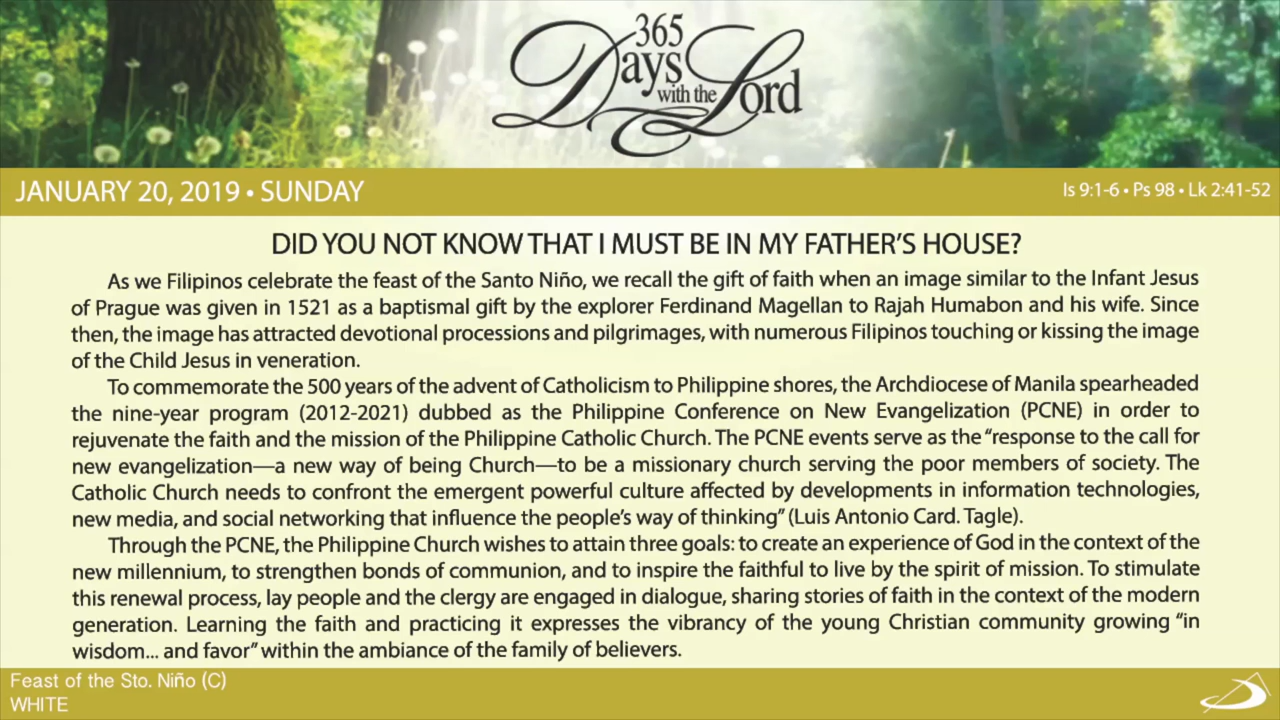 365
Days
with the
Lord
JANUARY 20, 2019 • SUNDAY
Is 9:1-6 • Ps 98 • Lk 2:41-52
DID YOU NOT KNOW THAT I MUST BE IN MY FATHER'S HOUSE?
As we Filipinos celebrate the feast of the Santo Niño, we recall the gift of faith when an image similar to the Infant Jesus
of Prague was given in 1521 as a baptismal gift by the explorer Ferdinand Magellan to Rajah Humabon and his wife. Since
then, the image has attracted devotional processions and pilgrimages, with numerous Filipinos touching or kissing the image
of the Child Jesus in veneration.
To commemorate the 500 years of the advent of Catholicism to Philippine shores, the Archdiocese of Manila spearheaded
the nine-year program (2012-2021) dubbed as the Philippine Conference on New Evangelization (PCNE) in order to
rejuvenate the faith and the mission of the Philippine Catholic Church. The PCNE events serve as the “response to the call for
new evangelization—a new way of being Church—to be a missionary church serving the poor members of society. The
Catholic Church needs to confront the emergent powerful culture affected by developments in information technologies,
new media, and social networking that influence the people's way of thinking” (Luis Antonio Card. Tagle).
Through the PCNE, the Philippine Church wishes to attain three goals: to create an experience of God in the context of the
new millennium, to strengthen bonds of communion, and to inspire the faithful to live by the spirit of mission. To stimulate
this renewal process, lay people and the clergy are engaged in dialogue, sharing stories of faith in the context of the modern
generation. Learning the faith and practicing it expresses the vibrancy of the young Christian community growing “in
wisdom... and favor” within the ambiance of the family of believers.
Feast of the Sto. Niño (C)
WHITE